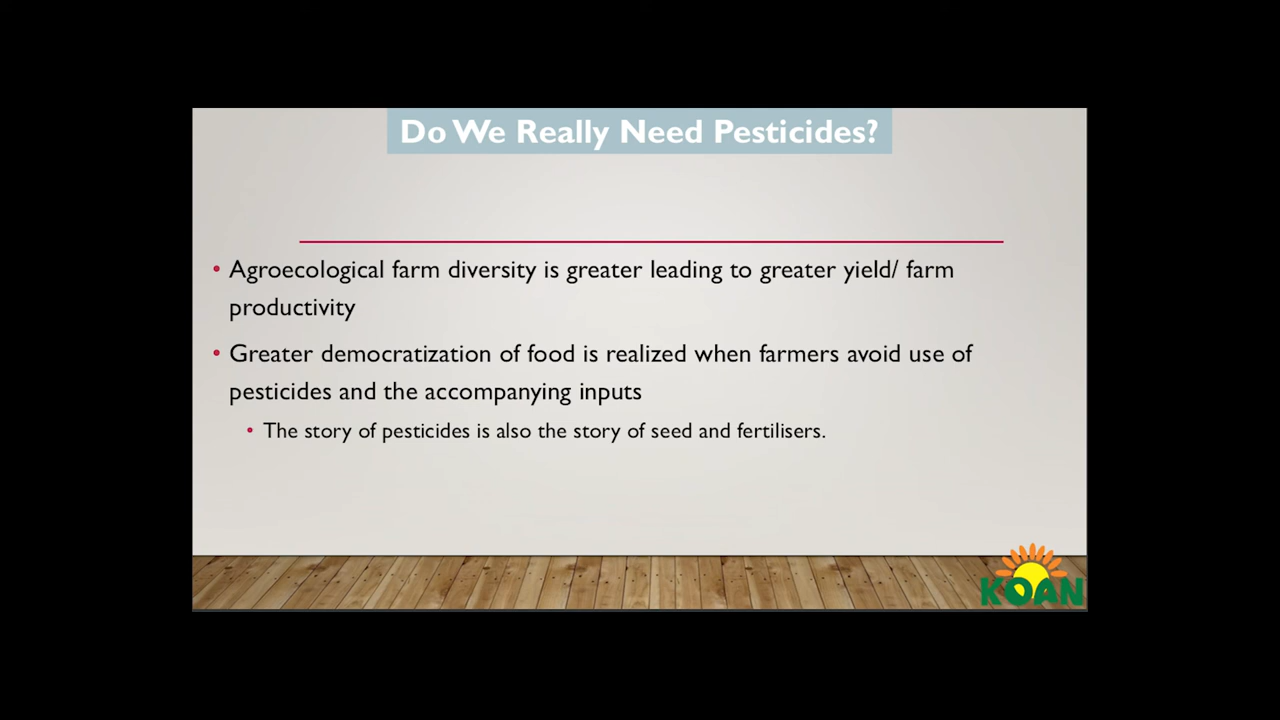 Do We Really Need Pesticides?
• Agroecological farm diversity is greater leading to greater yield/ farm
productivity
• Greater democratization of food is realized when farmers avoid use of
pesticides and the accompanying inputs
• The story of pesticides is also the story of seed and fertilisers.
KOAN